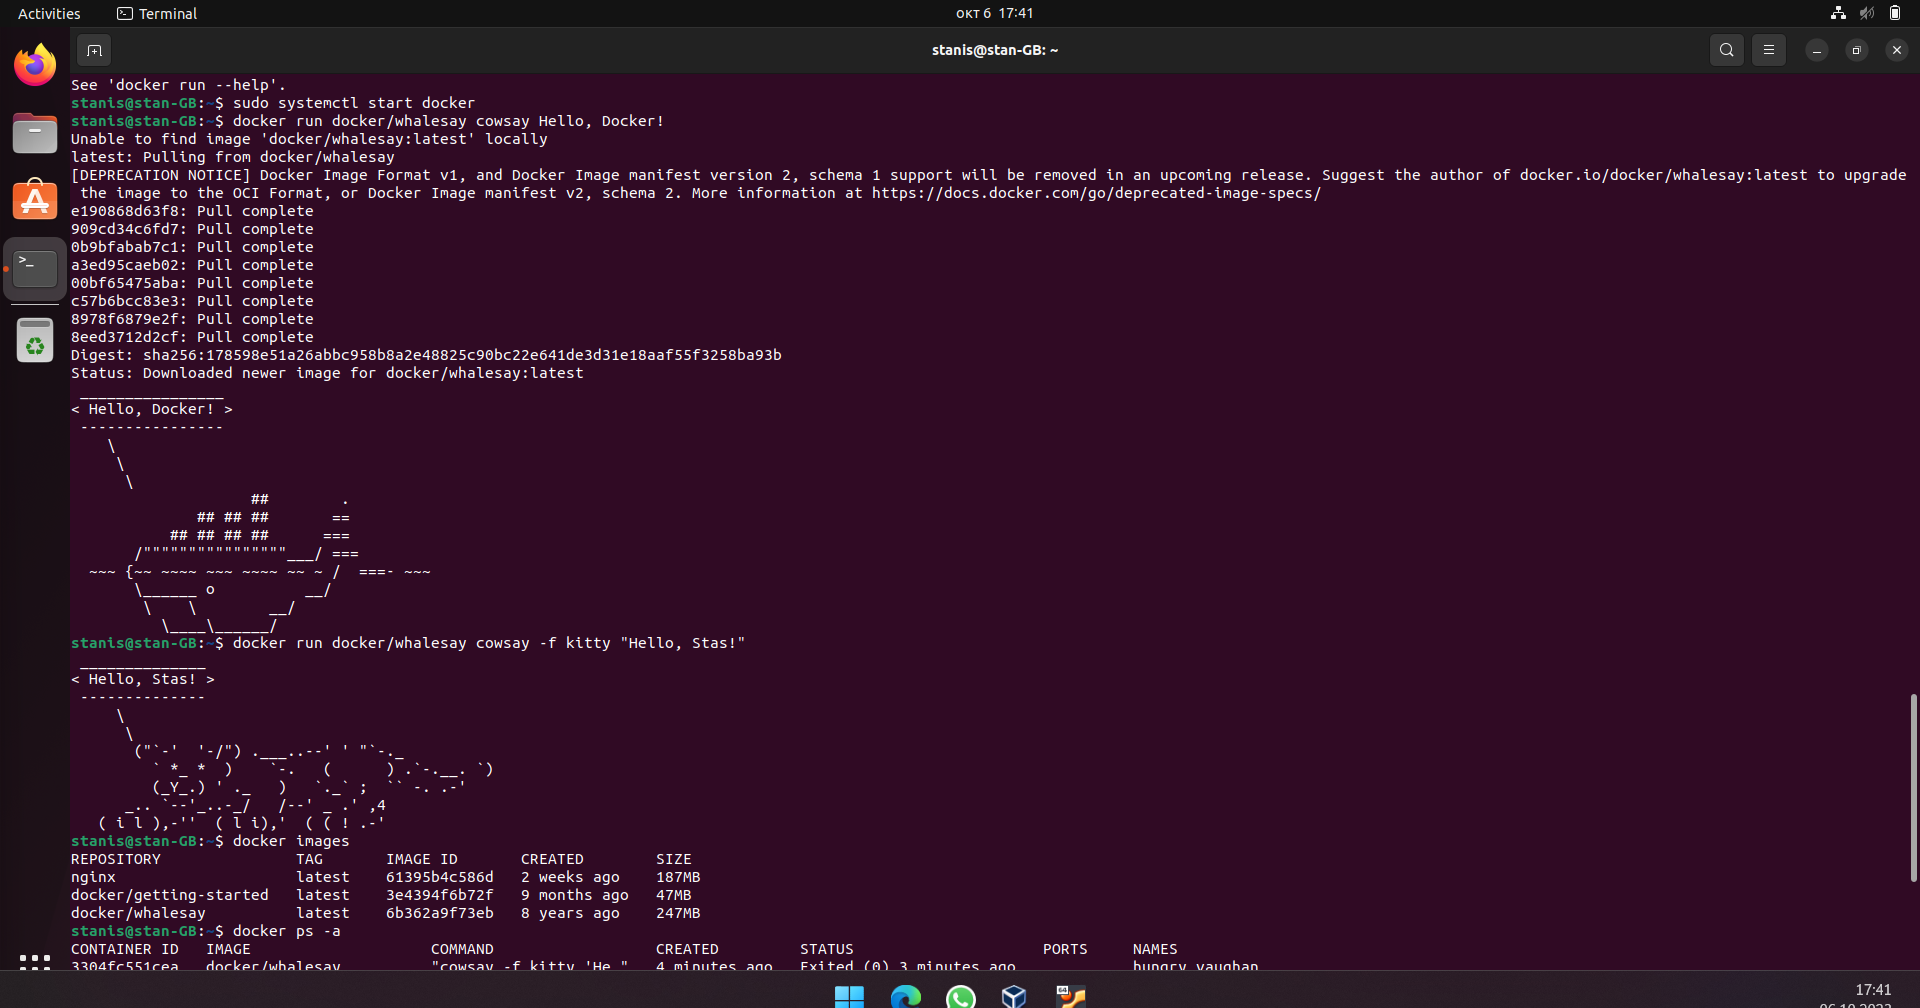 Activities Terminal окт 6 17:41
stanis@stan-GB: ~
See 'docker run --help'.
stanis@stan-GB:~$ sudo systemctl start docker
stanis@stan-GB:~$ docker run docker/whalesay cowsay Hello, Docker!
Unable to find image 'docker/whalesay:latest' locally
latest: Pulling from docker/whalesay
[DEPRECATION NOTICE] Docker Image Format v1, and Docker Image manifest version 2, schema 1 support will be removed in an upcoming release. Suggest the author of docker.io/docker/whalesay:latest to upgrade
 the image to the OCI Format, or Docker Image manifest v2, schema 2. More information at https://docs.docker.com/go/deprecated-image-specs/
e190868d63f8: Pull complete
909cd34c6fd7: Pull complete
0b9bfabab7c1: Pull complete
a3ed95caeb02: Pull complete
00bf65475aba: Pull complete
c57b6bcc83e3: Pull complete
8978f6879e2f: Pull complete
8eed3712d2cf: Pull complete
Digest: sha256:178598e51a26abbc958b8a2e48825c90bc22e641de3d31e18aaf55f3258ba93b
Status: Downloaded newer image for docker/whalesay:latest
 ________________
< Hello, Docker! >
 ----------------
    \
     \
      \
                    ##        .
              ## ## ##       ==
           ## ## ## ##      ===
       /""""""""""""""""___/ ===
  ~~~ {~~ ~~~~ ~~~ ~~~~ ~~ ~ /  ===- ~~~
       \______ o          __/
        \    \        __/
          \____\______/
stanis@stan-GB:~$ docker run docker/whalesay cowsay -f kitty "Hello, Stas!"
 ______________
< Hello, Stas! >
 --------------
     \
      \
       ("`-'  '-/") .___..--' ' "`-._
         ` *_ *  )    `-.   (      ) .`-.__. `)
         (_Y_.) ' ._   )   `._` ;  `` -. .-'
      _.. `--'_..-_/   /--' _ .' ,4
   ( i l ),-''  ( l i),'  ( ( ! .-'
stanis@stan-GB:~$ docker images
REPOSITORY               TAG       IMAGE ID       CREATED        SIZE
nginx                    latest    61395b4c586d   2 weeks ago    187MB
docker/getting-started   latest    3e4394f6b72f   9 months ago   47MB
docker/whalesay          latest    6b362a9f73eb   8 years ago    247MB
stanis@stan-GB:~$ docker ps -a
CONTAINER ID   IMAGE                    COMMAND                  CREATED         STATUS                     PORTS     NAMES
3304fc551cea   docker/whalesay          "cowsay -f kitty 'He…"   4 minutes ago   Exited (0) 3 minutes ago             hungry_vaughan
64
17:41
06.10.2023